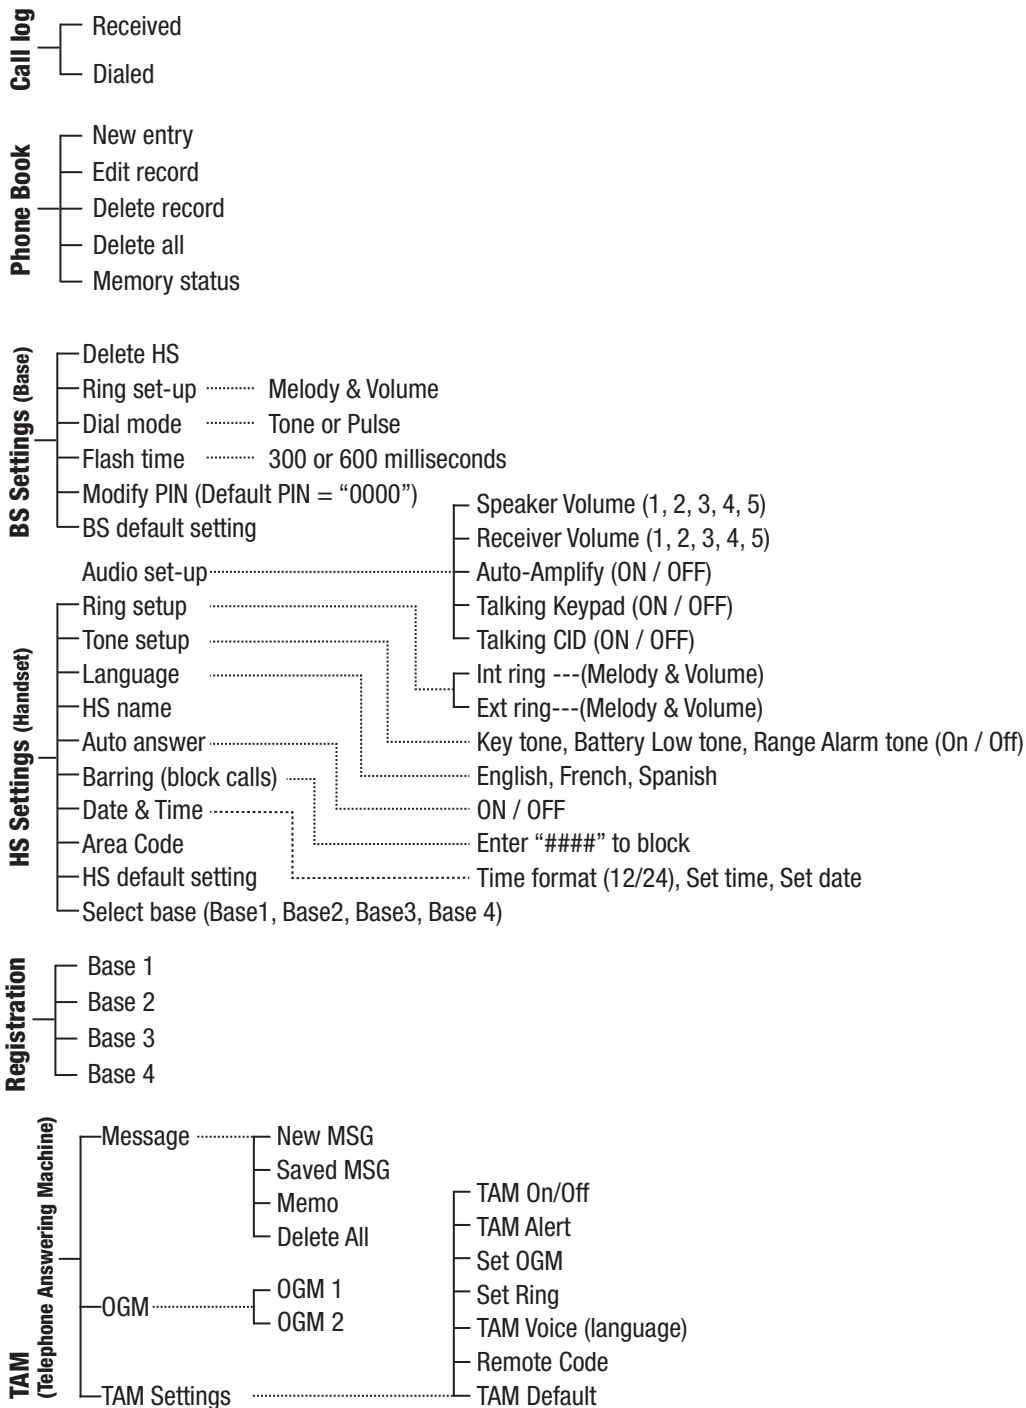 Call log
Received
Dialed
Phone Book
New entry
Edit record
Delete record
Delete all
Memory status
BS Settings (Base)
Delete HS
Ring set-up ........... Melody & Volume
Dial mode ........... Tone or Pulse
Flash time ........... 300 or 600 milliseconds
Modify PIN (Default PIN = “0000”)
BS default setting
HS Settings (Handset)
Audio set-up
Speaker Volume (1, 2, 3, 4, 5)
Receiver Volume (1, 2, 3, 4, 5)
Auto-Amplify (ON / OFF)
Talking Keypad (ON / OFF)
Talking CID (ON / OFF)
Ring setup
Int ring ---(Melody & Volume)
Ext ring---(Melody & Volume)
Tone setup
Key tone, Battery Low tone, Range Alarm tone (On / Off)
Language
English, French, Spanish
HS name
Auto answer
ON / OFF
Barring (block calls)
Enter “####” to block
Date & Time
Time format (12/24), Set time, Set date
Area Code
HS default setting
Select base (Base1, Base2, Base3, Base 4)
Registration
Base 1
Base 2
Base 3
Base 4
TAM
(Telephone Answering Machine)
Message
New MSG
Saved MSG
Memo
Delete All
OGM
OGM 1
OGM 2
TAM Settings
TAM On/Off
TAM Alert
Set OGM
Set Ring
TAM Voice (language)
Remote Code
TAM Default